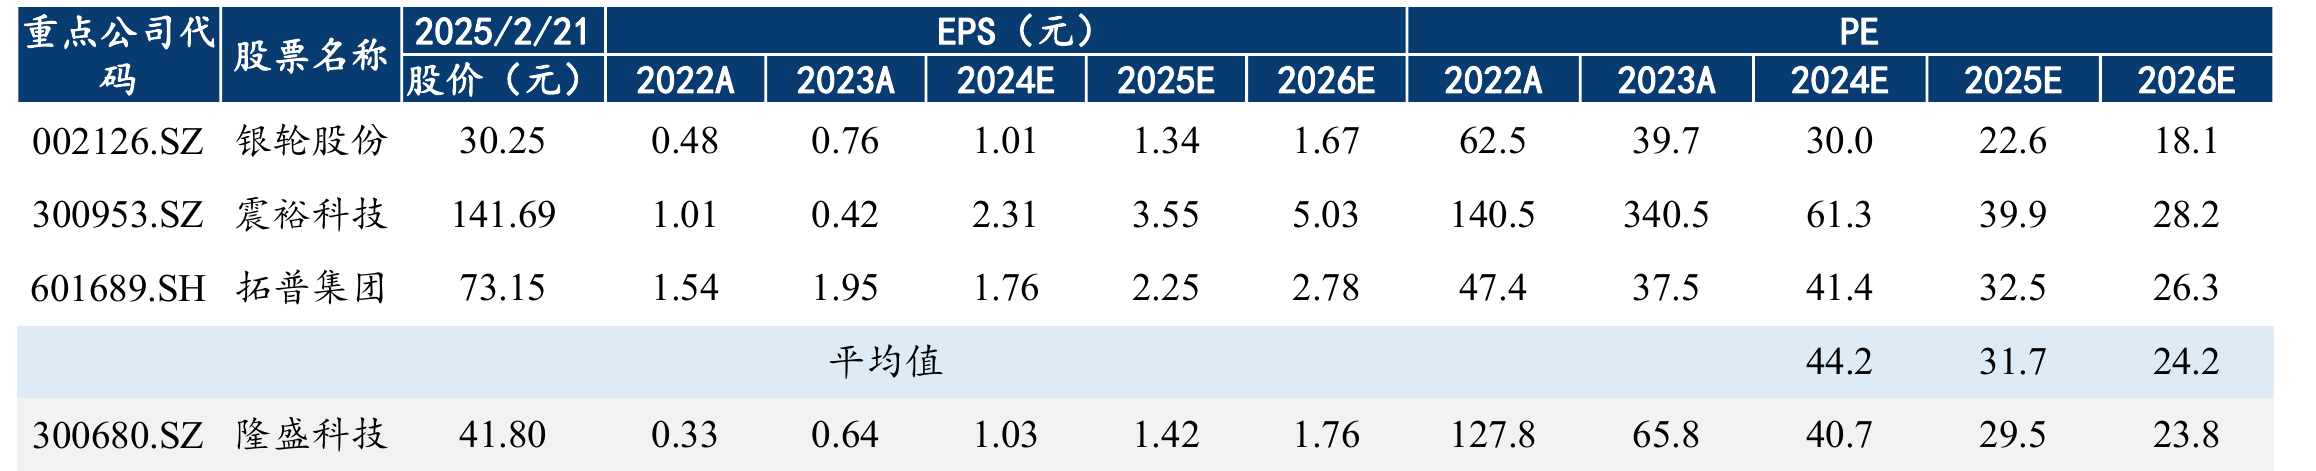 重点公司代码 股票名称 2025/2/21 EPS（元） PE
股价（元） 2022A 2023A 2024E 2025E 2026E 2022A 2023A 2024E 2025E 2026E
002126.SZ 银轮股份 30.25 0.48 0.76 1.01 1.34 1.67 62.5 39.7 30.0 22.6 18.1
300953.SZ 震裕科技 141.69 1.01 0.42 2.31 3.55 5.03 140.5 340.5 61.3 39.9 28.2
601689.SH 拓普集团 73.15 1.54 1.95 1.76 2.25 2.78 47.4 37.5 41.4 32.5 26.3
平均值 44.2 31.7 24.2
300680.SZ 隆盛科技 41.80 0.33 0.64 1.03 1.42 1.76 127.8 65.8 40.7 29.5 23.8